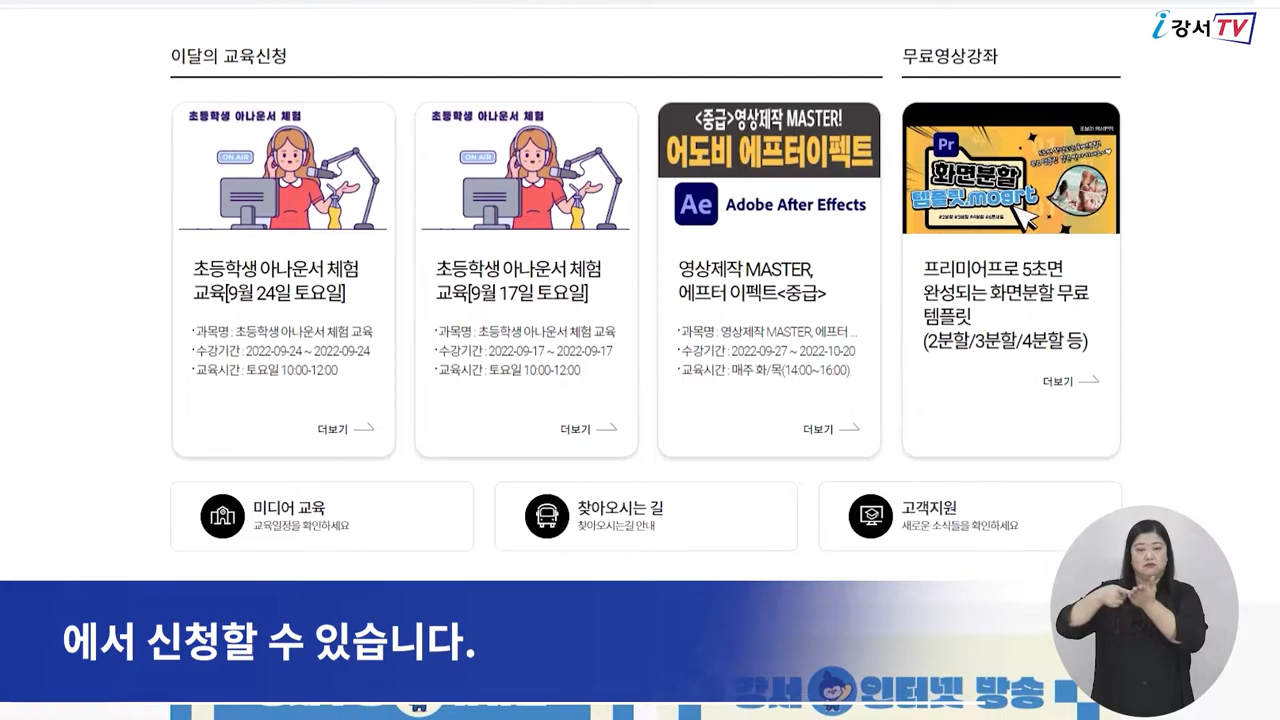 i강서TV
이달의 교육신청
무료영상강좌
초등학생 아나운서 체험
ON AIR
초등학생 아나운서 체험
교육[9월 24일 토요일]
·과목명 : 초등학생 아나운서 체험 교육
·수강기간 : 2022-09-24 ~ 2022-09-24
·교육시간 : 토요일 10:00-12:00
더보기
초등학생 아나운서 체험
ON AIR
초등학생 아나운서 체험
교육[9월 17일 토요일]
·과목명 : 초등학생 아나운서 체험 교육
·수강기간 : 2022-09-17 ~ 2022-09-17
·교육시간 : 토요일 10:00-12:00
더보기
<중급>영상제작 MASTER!
어도비 에프터이펙트
Ae Adobe After Effects
영상제작 MASTER,
에프터 이펙트<중급>
·과목명 : 영상제작 MASTER, 에프터 ...
·수강기간 : 2022-09-27 ~ 2022-10-20
·교육시간 : 매주 화/목(14:00~16:00)
더보기
Pr
화면분할
템플릿.mogrt
프리미어프로 5초면
완성되는 화면분할 무료
템플릿
(2분할/3분할/4분할 등)
더보기
미디어 교육
교육일정을 확인하세요
찾아오시는 길
찾아오시는길 안내
고객지원
새로운 소식들을 확인하세요
에서 신청할 수 있습니다.
강서 인터넷 방송